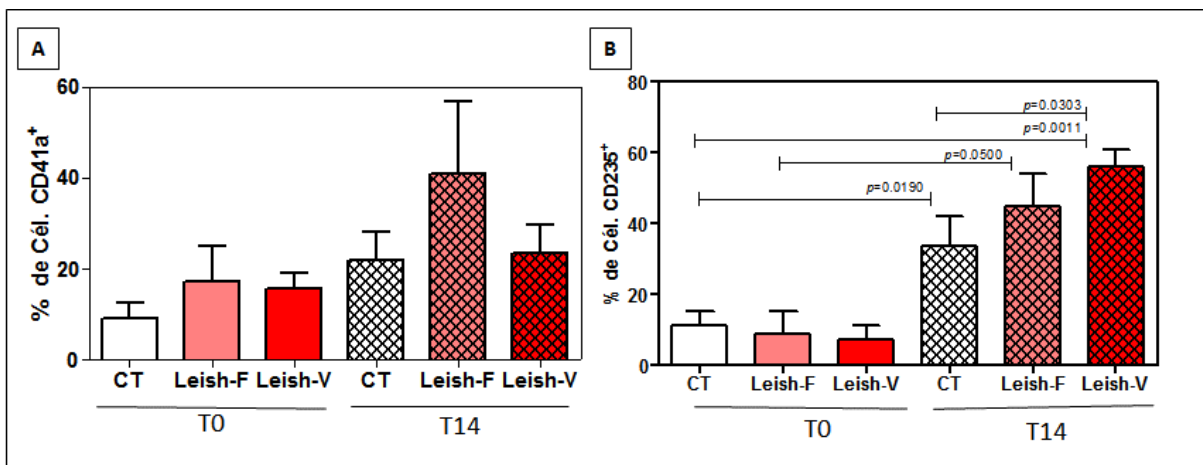 A
% de Cél. CD41a+
60
40
20
0
CT Leish-F Leish-V CT Leish-F Leish-V
T0 T14
B
% de Cél. CD235+
80
60
40
20
0
p=0.0303
p=0.0011
p=0.0500
p=0.0190
CT Leish-F Leish-V CT Leish-F Leish-V
T0 T14